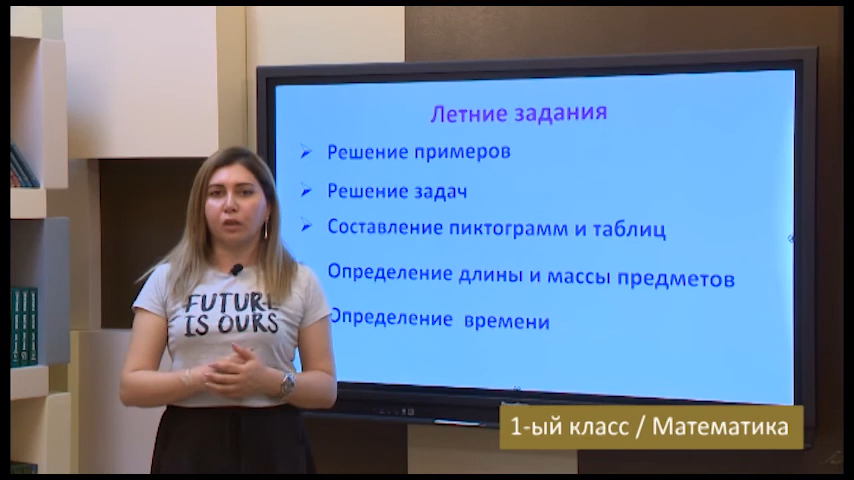 Летние задания
Решение примеров
Решение задач
Составление пиктограмм и таблиц
Определение длины и массы предметов
Определение времени
FUTURE
IS OURS
1-ый класс / Математика